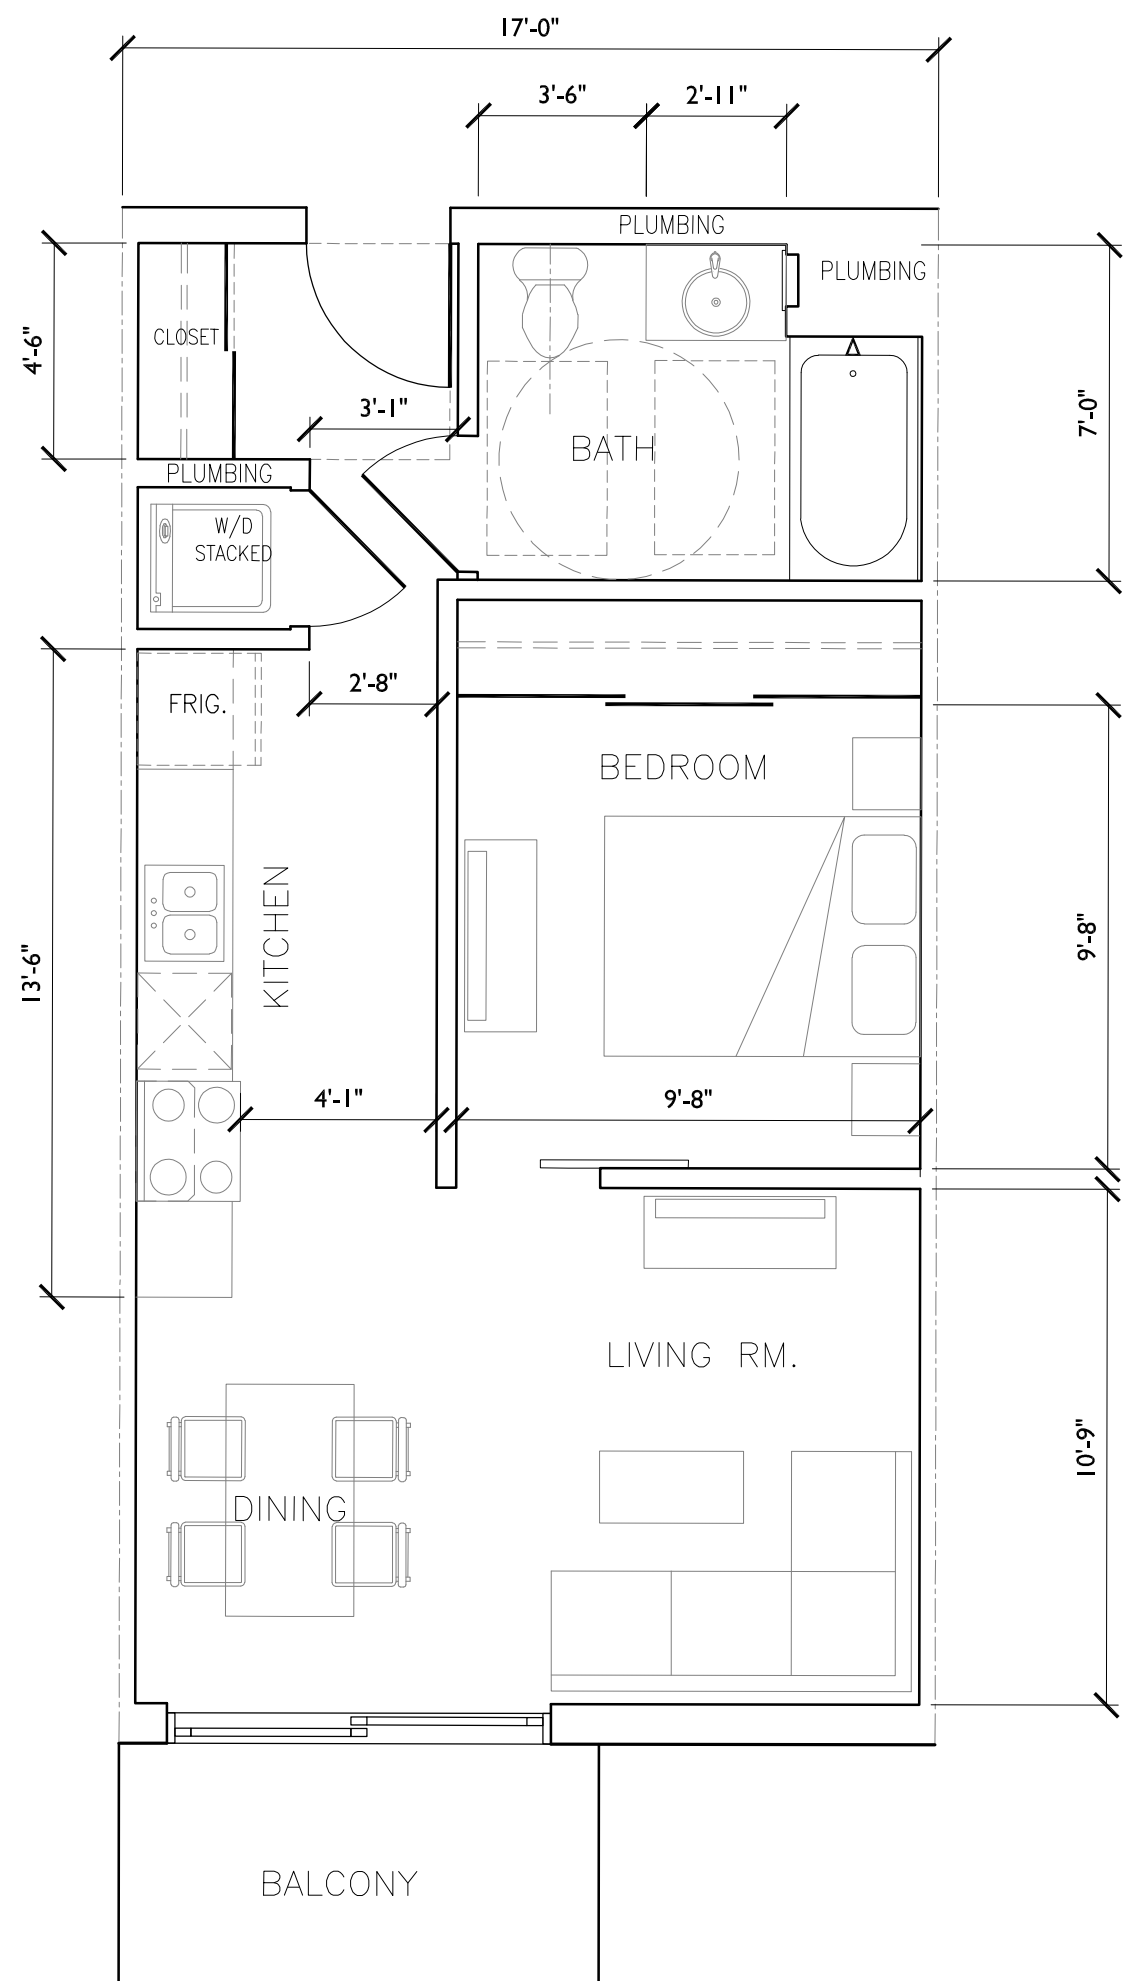 17'-0"
3'-6"
2'-11"
PLUMBING
PLUMBING
CLOSET
4'-6"
3'-1"
7'-0"
BATH
PLUMBING
W/D
STACKED
2'-8"
FRIG.
BEDROOM
KITCHEN
9'-8"
13'-6"
4'-1"
9'-8"
LIVING RM.
10'-9"
DINING
BALCONY